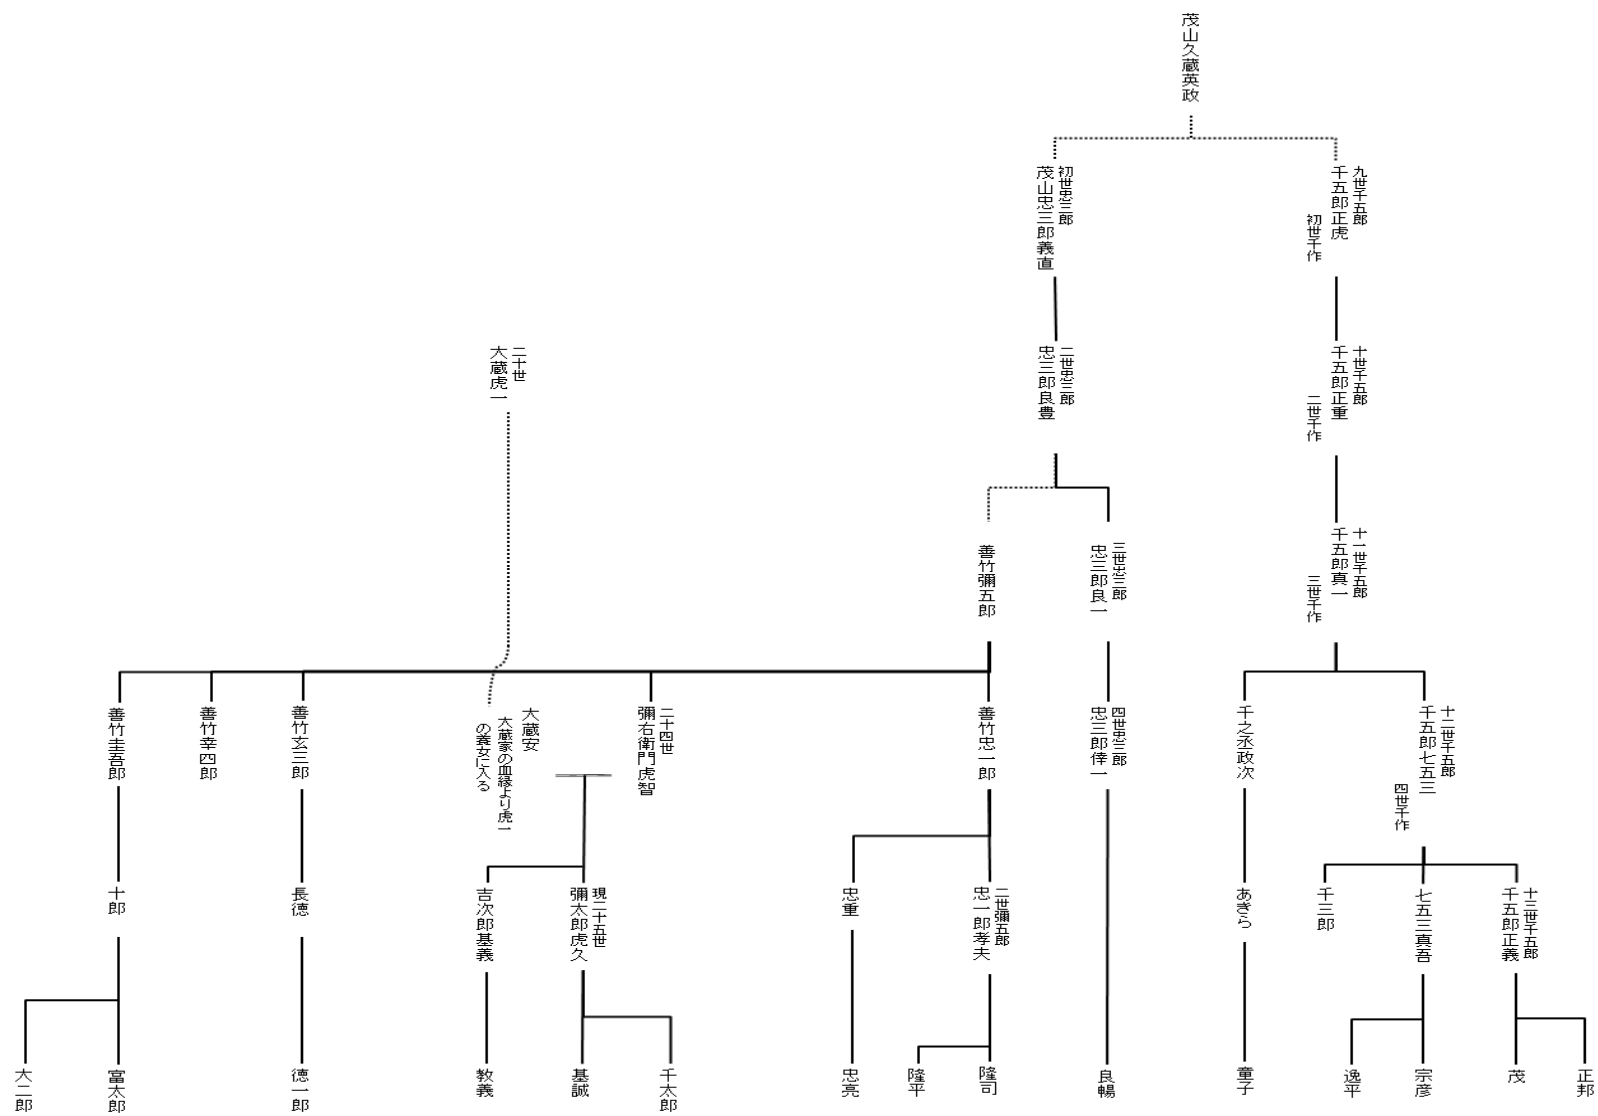 茂山久蔵英政
九世千五郎
千五郎正虎
初世千作
初世忠三郎
茂山忠三郎義直
十世千五郎
千五郎正重
二世千作
二世忠三郎
忠三郎良豊
二十世
大蔵虎一
十一世千五郎
千五郎真一
三世千作
三世忠三郎
忠三郎良一
善竹彌五郎
十二世千五郎
千五郎七五三
四世千作
千之丞政次
四世忠三郎
忠三郎倖一
善竹忠一郎
二十四世
彌右衛門虎智
大蔵安
大蔵家の血縁より虎一
の養女に入る
善竹玄三郎
善竹幸四郎
善竹圭吾郎
十三世千五郎
千五郎正義
七五三真吾
千三郎
あきら
二世彌五郎
忠一郎孝夫
忠重
現二十五世
彌太郎虎久
吉次郎基義
長徳
十郎
正邦
茂
宗彦
逸平
童子
良暢
隆司
隆平
忠亮
千太郎
基誠
教義
徳一郎
富太郎
大二郎